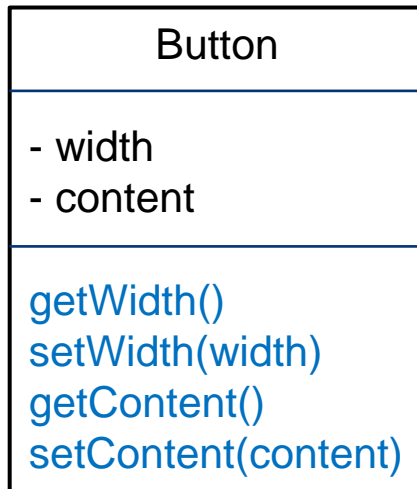 Button
- width
- content
getWidth()
setWidth(width)
getContent()
setContent(content)